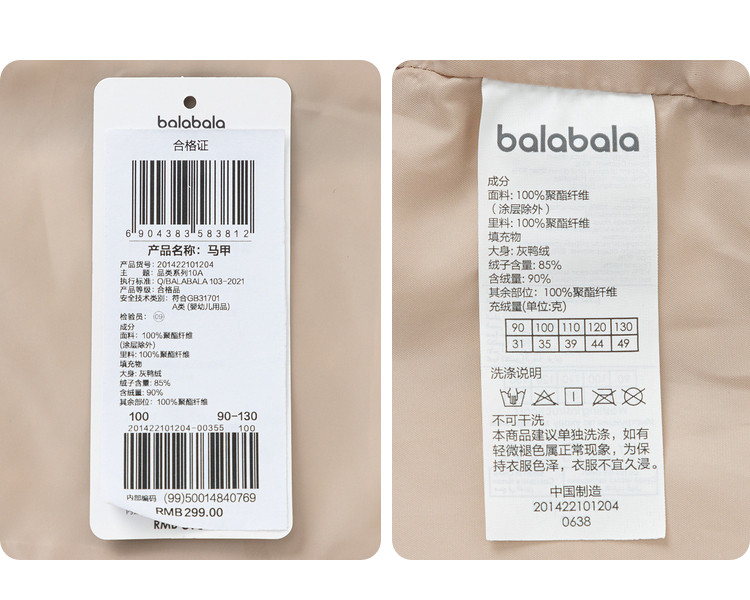 balabala
合格证
6 904383 583812
产品名称：马甲
产品货号：201422101204
主 题：品类系列10A
执行标准：Q/BALABALA 103-2021
产品等级：合格品
安全技术类别：符合GB31701
A类 (婴幼儿用品)
检验员： 09
成分
面料：100%聚酯纤维
(涂层除外)
里料：100%聚酯纤维
填充物
大身：灰鸭绒
绒子含量：85%
含绒量：90%
其余部位：100%聚酯纤维
100 90-130
201422101204-00355 100
内部编码 (99)50014840769
RMB299.00
balabala
成分
面料：100%聚酯纤维
（涂层除外）
里料：100%聚酯纤维
填充物
大身：灰鸭绒
绒子含量：85%
含绒量：90%
其余部位：100%聚酯纤维
充绒量(单位:克)
90 100 110 120 130
31 35 39 44 49
洗涤说明
不可干洗
本商品建议单独洗涤，如有
轻微褪色属正常现象，为保
持衣服色泽，衣服不宜久浸。
中国制造
201422101204
0638